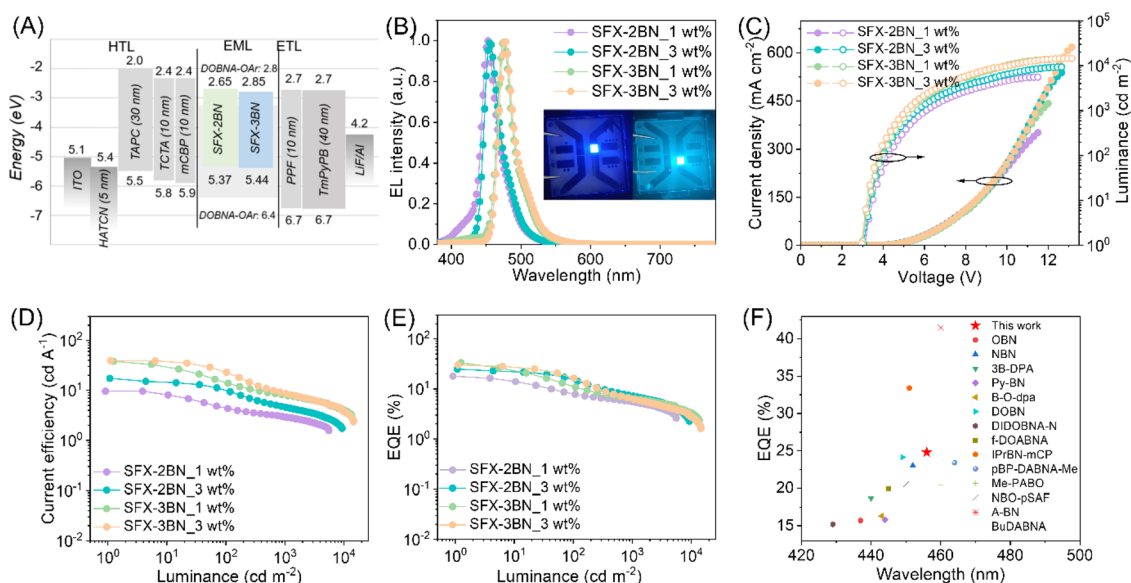 (A)
HTL EML ETL
DOBNA-OAr: 2.8
2.0
2.4 2.4
2.65 2.85
2.7 2.7
4.2
5.1
5.4
ITO
HATCN (5 nm)
TAPC (30 nm)
TCTA (10 nm)
mCBP (10 nm)
SFX-2BN
SFX-3BN
PPF (10 nm)
TmPyPB (40 nm)
LiF/Al
5.5
5.8 5.9
5.37 5.44
DOBNA-OAr: 6.4
6.7 6.7
-2
-3
-4
-5
-6
-7
Energy (eV)
(B)
SFX-2BN_1 wt%
SFX-2BN_3 wt%
SFX-3BN_1 wt%
SFX-3BN_3 wt%
1.0
0.8
0.6
0.4
0.2
0.0
EL intensity (a.u.)
400 500 600 700
Wavelength (nm)
(C)
SFX-2BN_1 wt%
SFX-2BN_3 wt%
SFX-3BN_1 wt%
SFX-3BN_3 wt%
600
525
450
375
300
225
150
75
0
Current density (mA cm⁻²)
10⁵
10⁴
10³
10²
10¹
10⁰
Luminance (cd m⁻²)
0 2 4 6 8 10 12 14
Voltage (V)
(D)
10²
10¹
10⁰
10⁻¹
10⁻²
Current efficiency (cd A⁻¹)
SFX-2BN_1 wt%
SFX-2BN_3 wt%
SFX-3BN_1 wt%
SFX-3BN_3 wt%
10⁰ 10¹ 10² 10³ 10⁴
Luminance (cd m⁻²)
(E)
10²
10¹
10⁰
10⁻¹
10⁻²
EQE (%)
SFX-2BN_1 wt%
SFX-2BN_3 wt%
SFX-3BN_1 wt%
SFX-3BN_3 wt%
10⁰ 10¹ 10² 10³ 10⁴
Luminance (cd m⁻²)
(F)
40
35
30
25
20
15
EQE (%)
This work
OBN
NBN
3B-DPA
Py-BN
B-O-dpa
DOBN
DIDOBNA-N
f-DOABNA
IPrBN-mCP
pBP-DABNA-Me
Me-PABO
NBO-pSAF
A-BN
BuDABNA
420 440 460 480 500
Wavelength (nm)